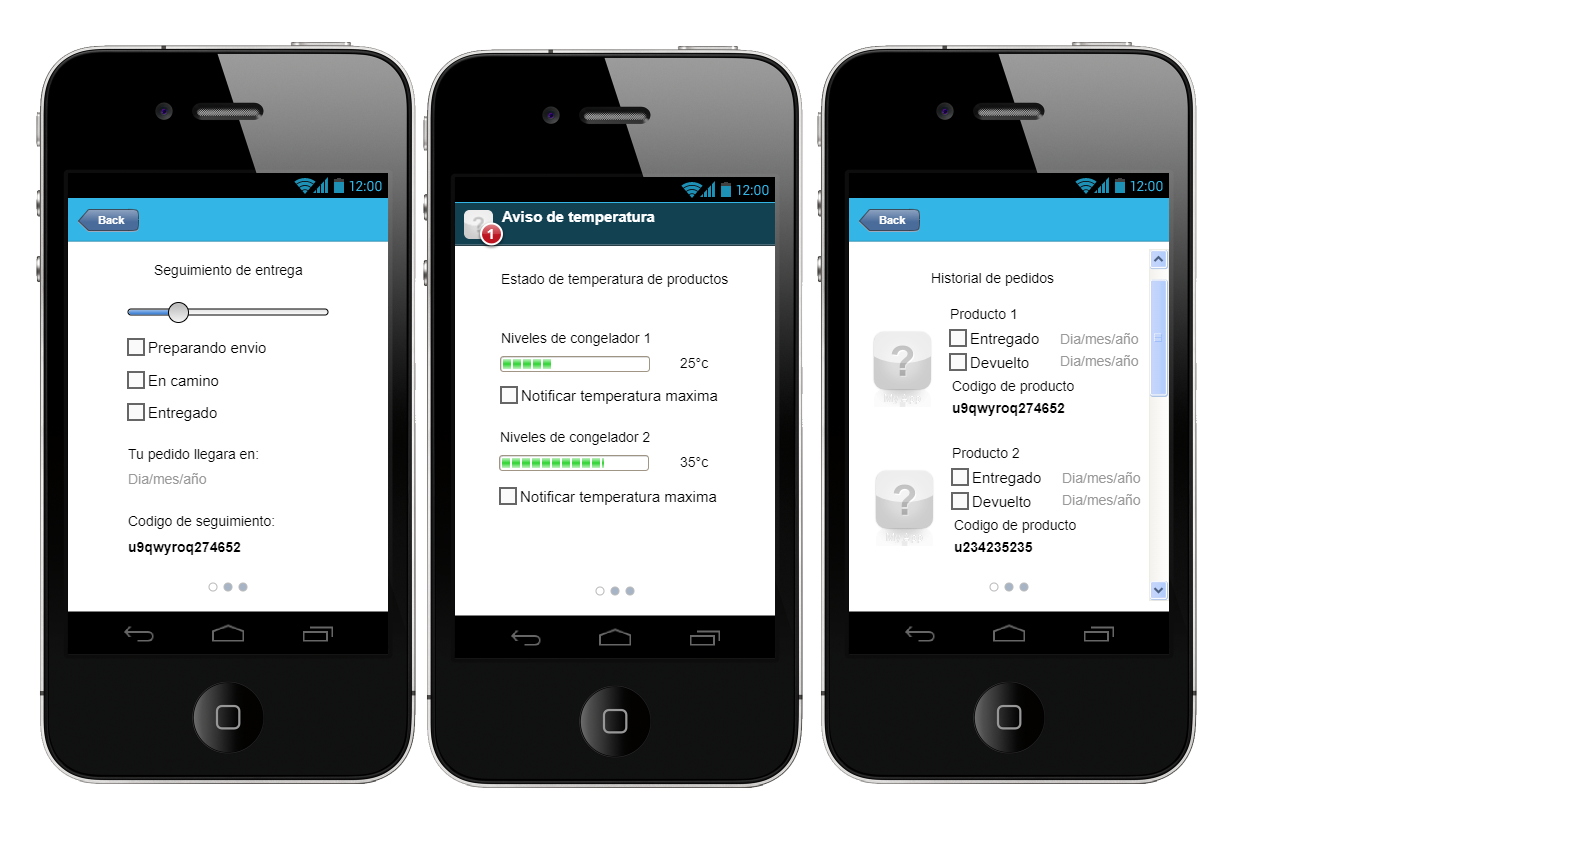 12:00
Back
Seguimiento de entrega
Preparando envio
En camino
Entregado
Tu pedido llegara en:
Dia/mes/año
Codigo de seguimiento:
u9qwyroq274652
12:00
?
1
Aviso de temperatura
Estado de temperatura de productos
Niveles de congelador 1
25°c
Notificar temperatura maxima
Niveles de congelador 2
35°c
Notificar temperatura maxima
12:00
Back
Historial de pedidos
Producto 1
?
Entregado Dia/mes/año
Devuelto Dia/mes/año
Codigo de producto
u9qwyroq274652
Producto 2
?
Entregado Dia/mes/año
Devuelto Dia/mes/año
Codigo de producto
u234235235